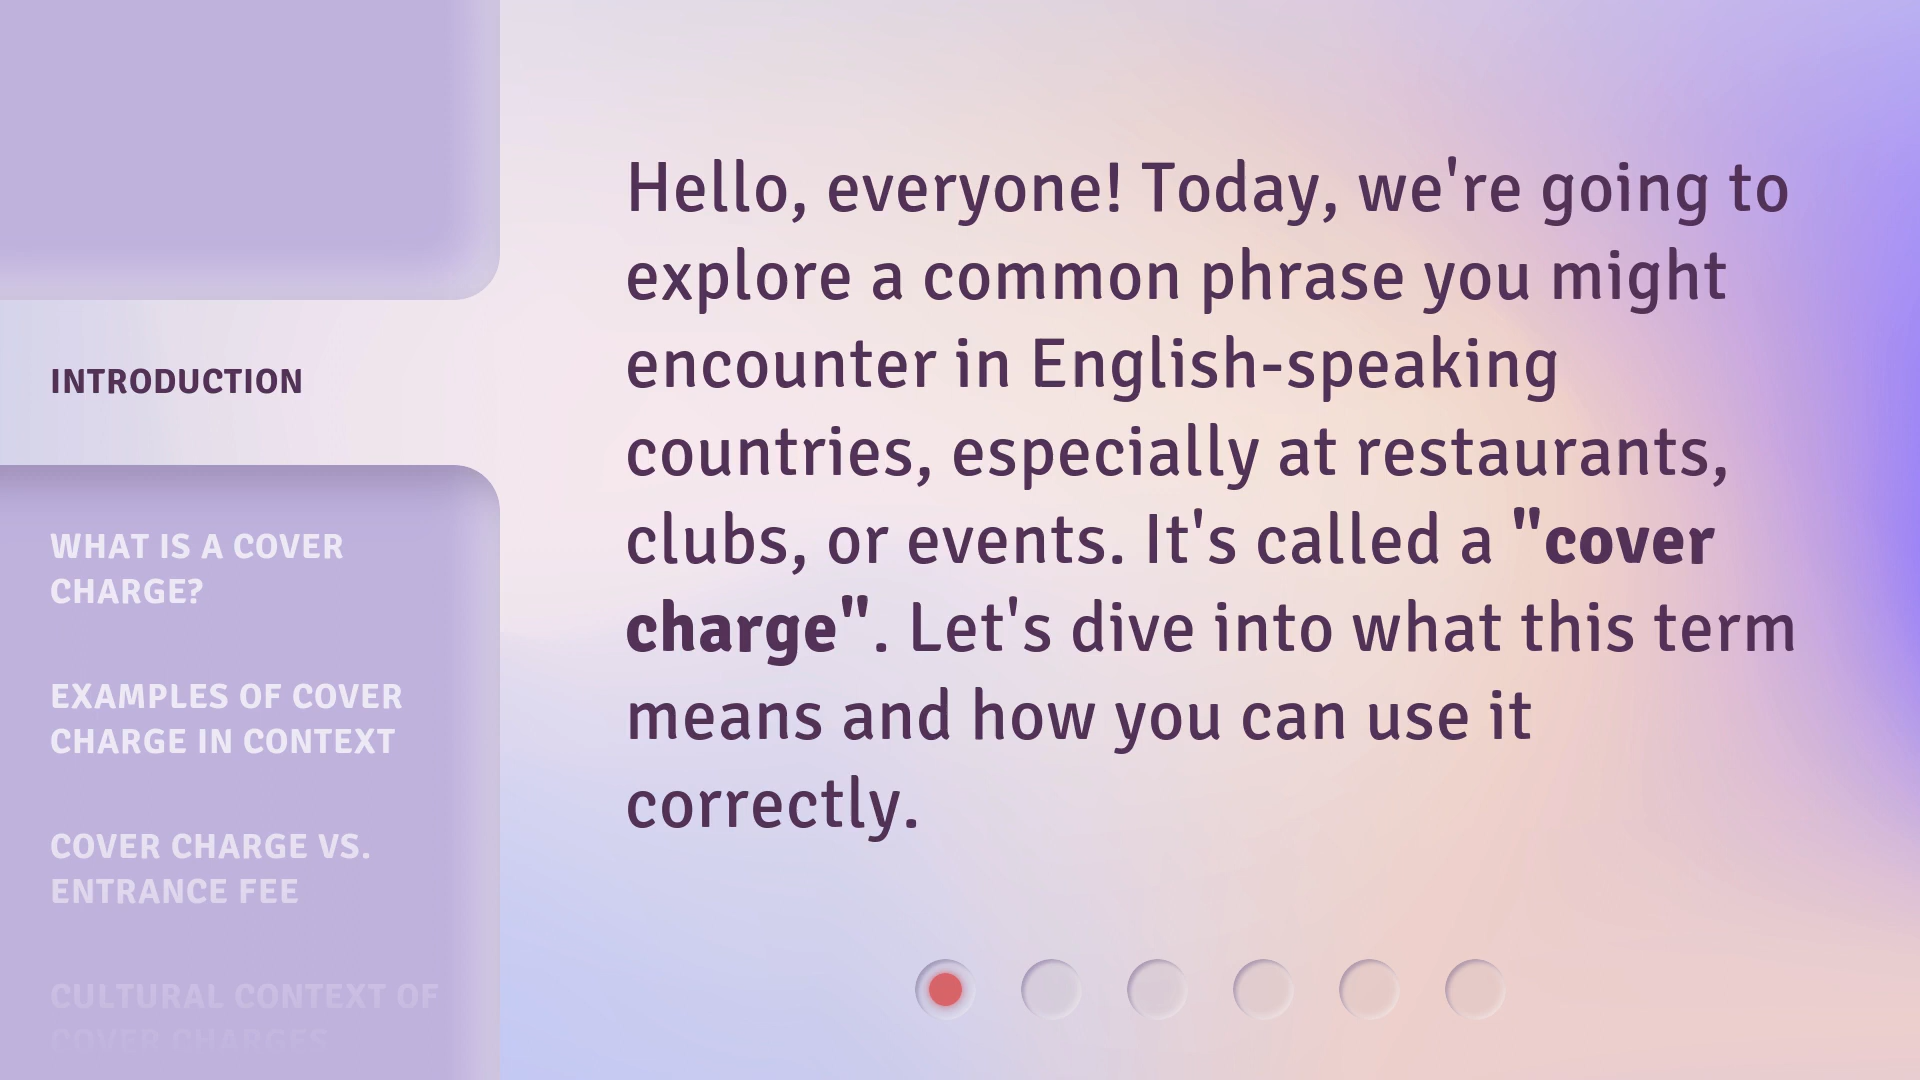 INTRODUCTION
WHAT IS A COVER
CHARGE?
EXAMPLES OF COVER
CHARGE IN CONTEXT
COVER CHARGE VS.
ENTRANCE FEE
CULTURAL CONTEXT OF
COVER CHARGES
Hello, everyone! Today, we're going to
explore a common phrase you might
encounter in English-speaking
countries, especially at restaurants,
clubs, or events. It's called a "cover
charge". Let's dive into what this term
means and how you can use it
correctly.